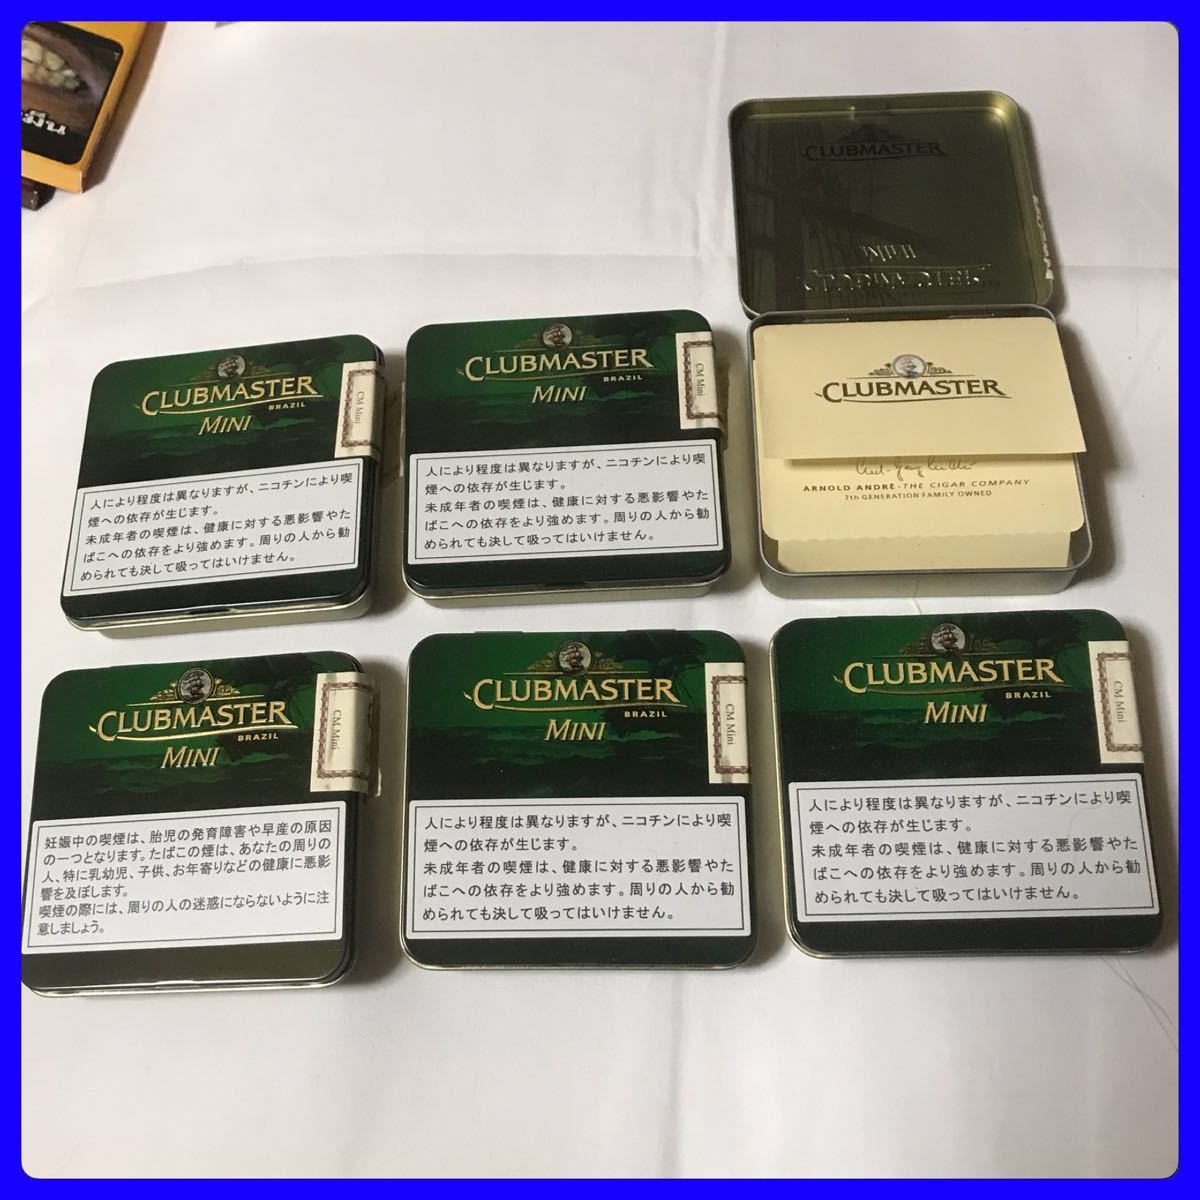 มีน
CLUBMASTER
BRAZIL
MINI
CM Mini
人により程度は異なりますが、ニコチンにより喫
煙への依存が生じます。
未成年者の喫煙は、健康に対する悪影響やた
ばこへの依存をより強めます。周りの人から勧
められても決して吸ってはいけません。
CLUBMASTER
BRAZIL
MINI
CM Mini
人により程度は異なりますが、ニコチンにより喫
煙への依存が生じます。
未成年者の喫煙は、健康に対する悪影響やた
ばこへの依存をより強めます。周りの人から勧
められても決して吸ってはいけません。
CLUBMASTER
MINI
CLUBMASTER
CLUBMASTER
ARNOLD ANDRÉ - THE CIGAR COMPANY
7th GENERATION FAMILY OWNED
CLUBMASTER
BRAZIL
MINI
CM Mini
妊娠中の喫煙は、胎児の発育障害や早産の原因
の一つとなります。たばこの煙は、あなたの周りの
人、特に乳幼児、子供、お年寄りなどの健康に悪影
響を及ぼします。
喫煙の際には、周りの人の迷惑にならないように注
意しましょう。
CLUBMASTER
BRAZIL
MINI
CM Mini
人により程度は異なりますが、ニコチンにより喫
煙への依存が生じます。
未成年者の喫煙は、健康に対する悪影響やた
ばこへの依存をより強めます。周りの人から勧
められても決して吸ってはいけません。
CLUBMASTER
BRAZIL
MINI
CM Mini
人により程度は異なりますが、ニコチンにより喫
煙への依存が生じます。
未成年者の喫煙は、健康に対する悪影響やた
ばこへの依存をより強めます。周りの人から勧
められても決して吸ってはいけません。